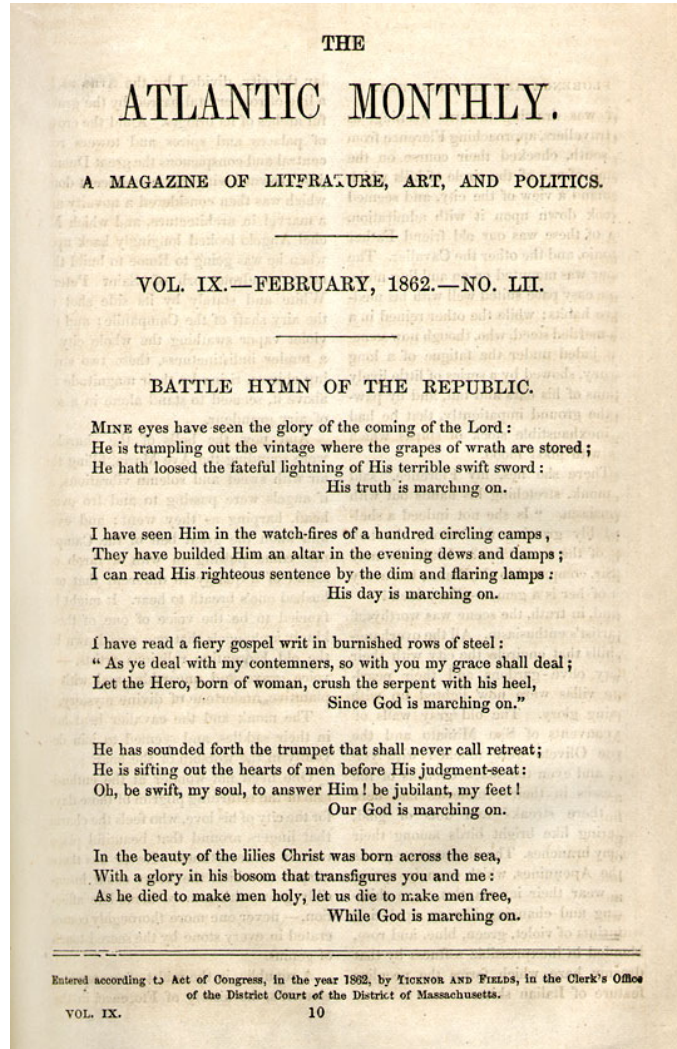 THE
ATLANTIC MONTHLY.
A MAGAZINE OF LITERATURE, ART, AND POLITICS.
VOL. IX.—FEBRUARY, 1862.—NO. LII.
BATTLE HYMN OF THE REPUBLIC.
MINE eyes have seen the glory of the coming of the Lord :
He is trampling out the vintage where the grapes of wrath are stored ;
He hath loosed the fateful lightning of His terrible swift sword :
His truth is marching on.
I have seen Him in the watch-fires of a hundred circling camps ,
They have builded Him an altar in the evening dews and damps ;
I can read His righteous sentence by the dim and flaring lamps :
His day is marching on.
I have read a fiery gospel writ in burnished rows of steel :
“ As ye deal with my contemners, so with you my grace shall deal ;
Let the Hero, born of woman, crush the serpent with his heel,
Since God is marching on.”
He has sounded forth the trumpet that shall never call retreat ;
He is sifting out the hearts of men before His judgment-seat :
Oh, be swift, my soul, to answer Him ! be jubilant, my feet !
Our God is marching on.
In the beauty of the lilies Christ was born across the sea,
With a glory in his bosom that transfigures you and me :
As he died to make men holy, let us die to make men free,
While God is marching on.
Entered according to Act of Congress, in the year 1862, by TICKNOR AND FIELDS, in the Clerk's Office
of the District Court of the District of Massachusetts.
VOL. IX. 10